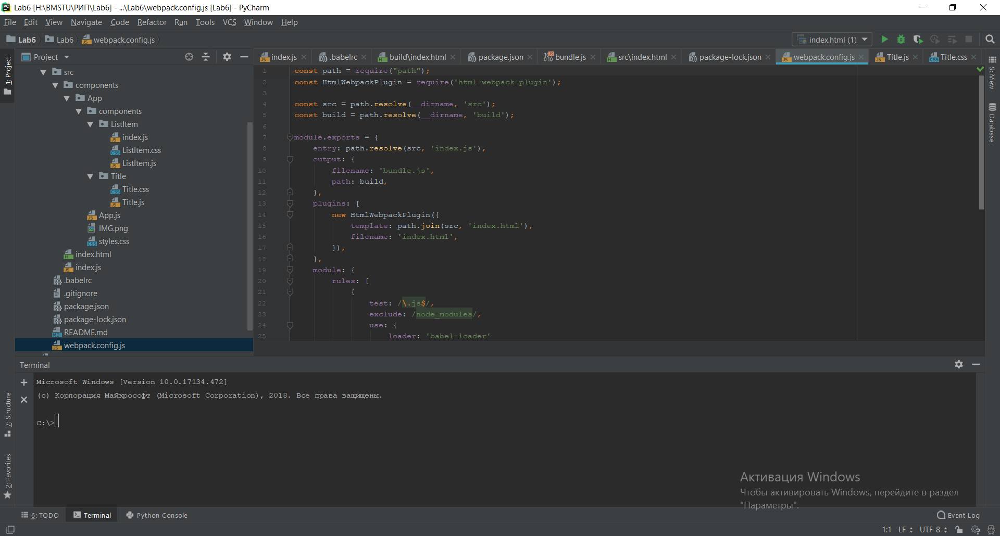 Lab6 [H:\BMSTU\РИП\Lab6] - ...\Lab6\webpack.config.js [Lab6] - PyCharm
File Edit View Navigate Code Refactor Run Tools VCS Window Help
Lab6 Lab6 webpack.config.js index.html (1)
Project
index.js .babelrc build\index.html package.json bundle.js src\index.html package-lock.json webpack.config.js Title.js Title.css
1: Project
7: Structure
2: Favorites
src
components
App
components
ListItem
index.js
ListItem.css
ListItem.js
Title
Title.css
Title.js
App.js
IMG.png
styles.css
index.html
index.js
.babelrc
.gitignore
package.json
package-lock.json
README.md
webpack.config.js
1 const path = require("path");
2 const HtmlWebpackPlugin = require('html-webpack-plugin');
3
4 const src = path.resolve(__dirname, 'src');
5 const build = path.resolve(__dirname, 'build');
6
7 module.exports = {
8 entry: path.resolve(src, 'index.js'),
9 output: {
10 filename: 'bundle.js',
11 path: build,
12 },
13 plugins: [
14 new HtmlWebpackPlugin({
15 template: path.join(src, 'index.html'),
16 filename: 'index.html',
17 }),
18 ],
19 module: {
20 rules: [
21 {
22 test: /\.js$/,
23 exclude: /node_modules/,
24 use: {
25 loader: 'babel-loader'
SciView
Database
Terminal
Microsoft Windows [Version 10.0.17134.472]
(c) Корпорация Майкрософт (Microsoft Corporation), 2018. Все права защищены.
C:\>
Активация Windows
Чтобы активировать Windows, перейдите в раздел
"Параметры".
6: TODO Terminal Python Console Event Log
1:1 LF UTF-8